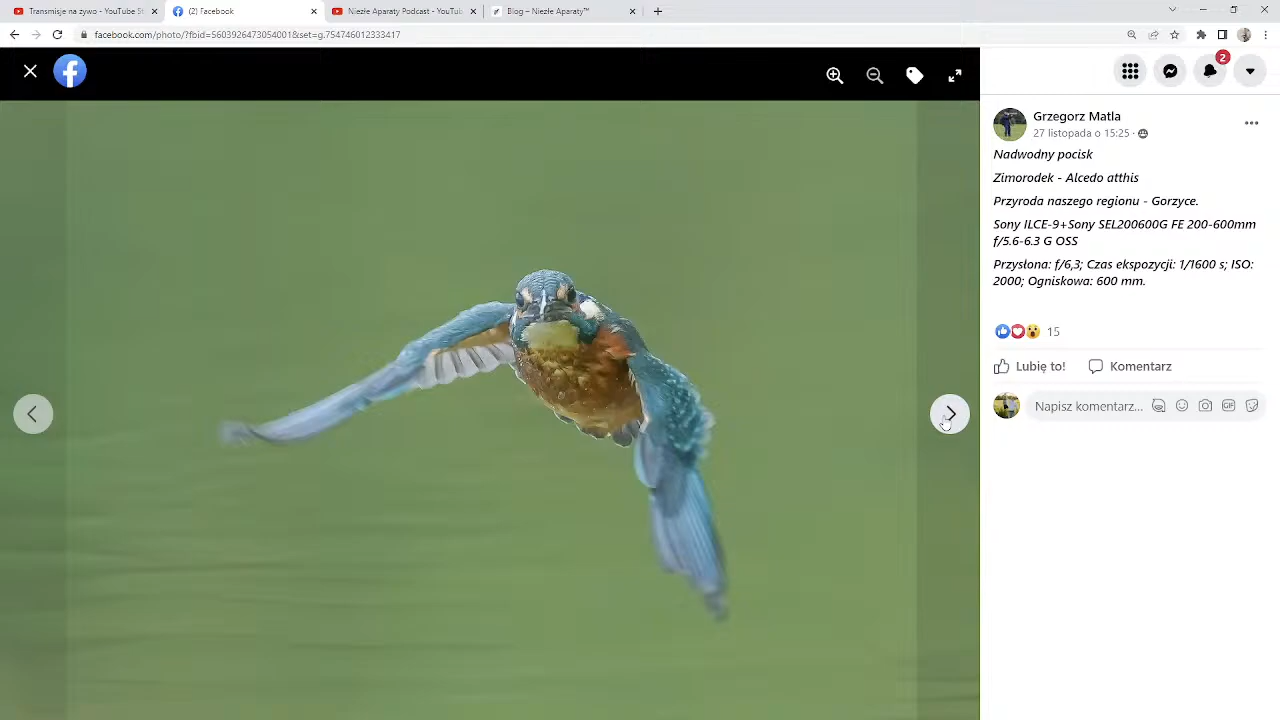 Transmisje na żywo - YouTube St
(2) Facebook
Niezłe Aparaty Podcast - YouTub
Blog – Niezłe Aparaty™
facebook.com/photo/?fbid=5603926473054001&set=g.754746012333417
2
Grzegorz Matla
27 listopada o 15:25 ·
Nadwodny pocisk
Zimorodek - Alcedo atthis
Przyroda naszego regionu - Gorzyce.
Sony ILCE-9+Sony SEL200600G FE 200-600mm
f/5.6-6.3 G OSS
Przysłona: f/6,3; Czas ekspozycji: 1/1600 s; ISO:
2000; Ogniskowa: 600 mm.
15
Lubię to!
Komentarz
Napisz komentarz...
GIF